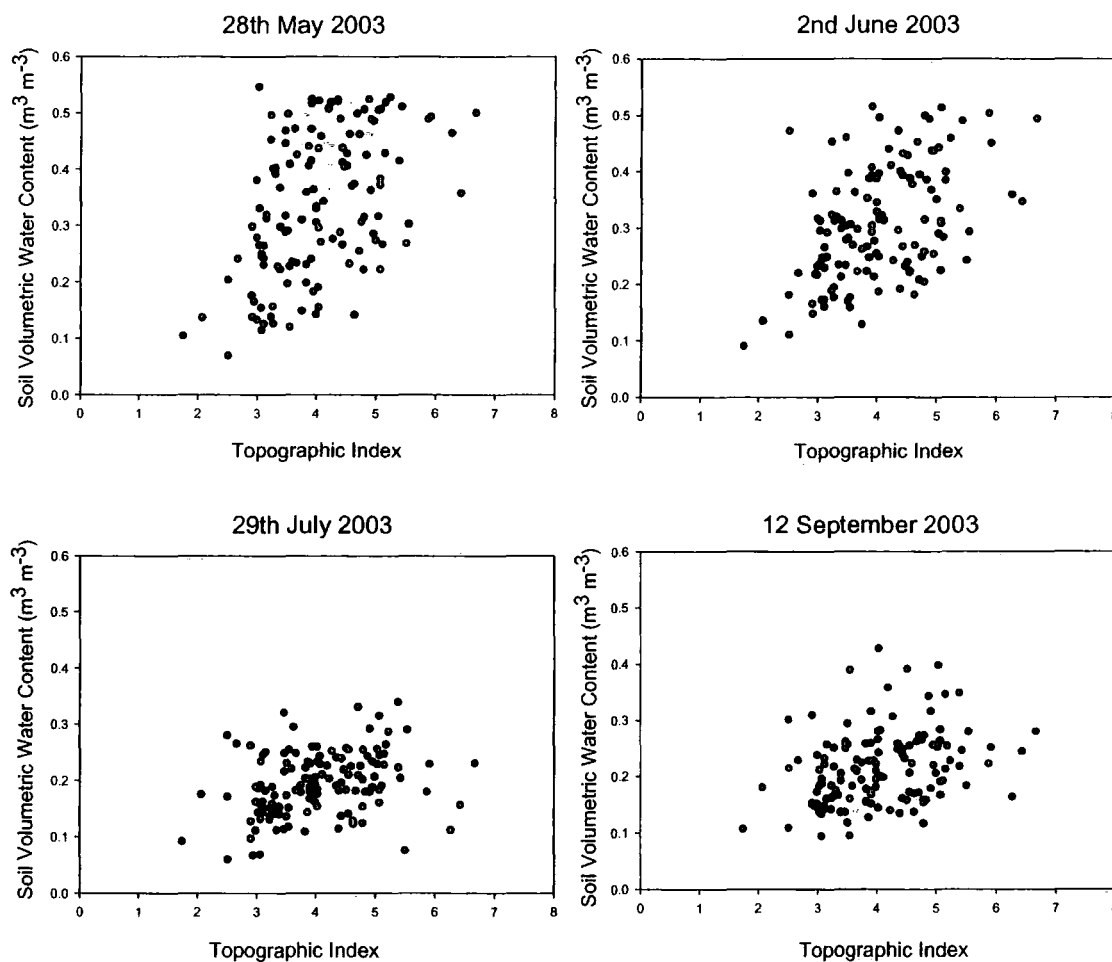 28th May 2003
2nd June 2003
Soil Volumetric Water Content (m³ m⁻³)
0.6
0.5
0.4
0.3
0.2
0.1
0.0
0 1 2 3 4 5 6 7 8
Topographic Index
Soil Volumetric Water Content (m³ m⁻³)
0.6
0.5
0.4
0.3
0.2
0.1
0.0
0 1 2 3 4 5 6 7 8
Topographic Index
29th July 2003
12 September 2003
Soil Volumetric Water Content (m³ m⁻³)
0.6
0.5
0.4
0.3
0.2
0.1
0.0
0 1 2 3 4 5 6 7 8
Topographic Index
Soil Volumetric Water Content (m³ m⁻³)
0.6
0.5
0.4
0.3
0.2
0.1
0.0
0 1 2 3 4 5 6 7 8
Topographic Index